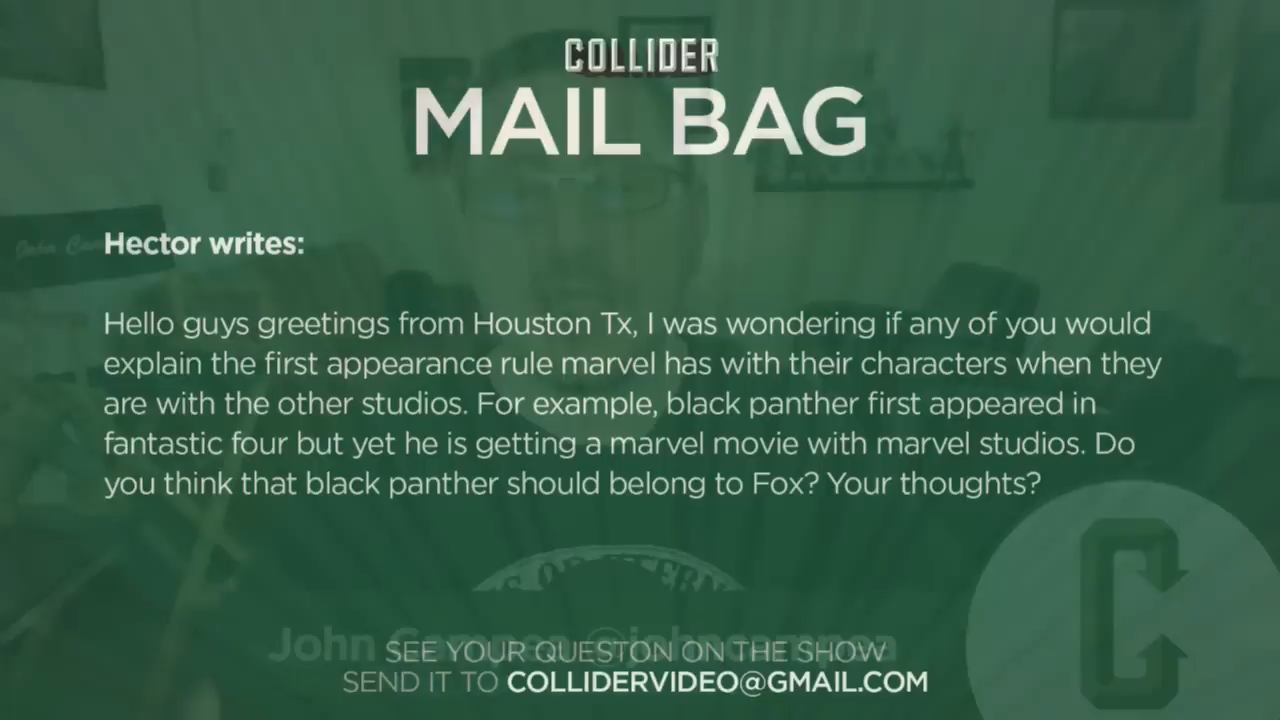 COLLIDER
MAIL BAG
Hector writes:
Hello guys greetings from Houston Tx, I was wondering if any of you would
explain the first appearance rule marvel has with their characters when they
are with the other studios. For example, black panther first appeared in
fantastic four but yet he is getting a marvel movie with marvel studios. Do
you think that black panther should belong to Fox? Your thoughts?
John Campea @johncampea
SEE YOUR QUESTON ON THE SHOW
SEND IT TO COLLIDERVIDEO@GMAIL.COM
C